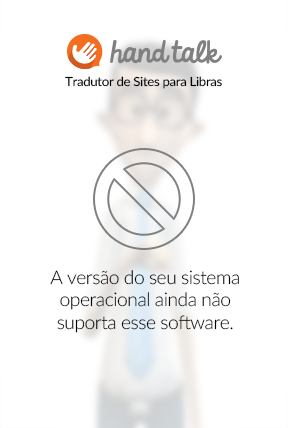 hand talk
Tradutor de Sites para Libras
A versão do seu sistema
operacional ainda não
suporta esse software.